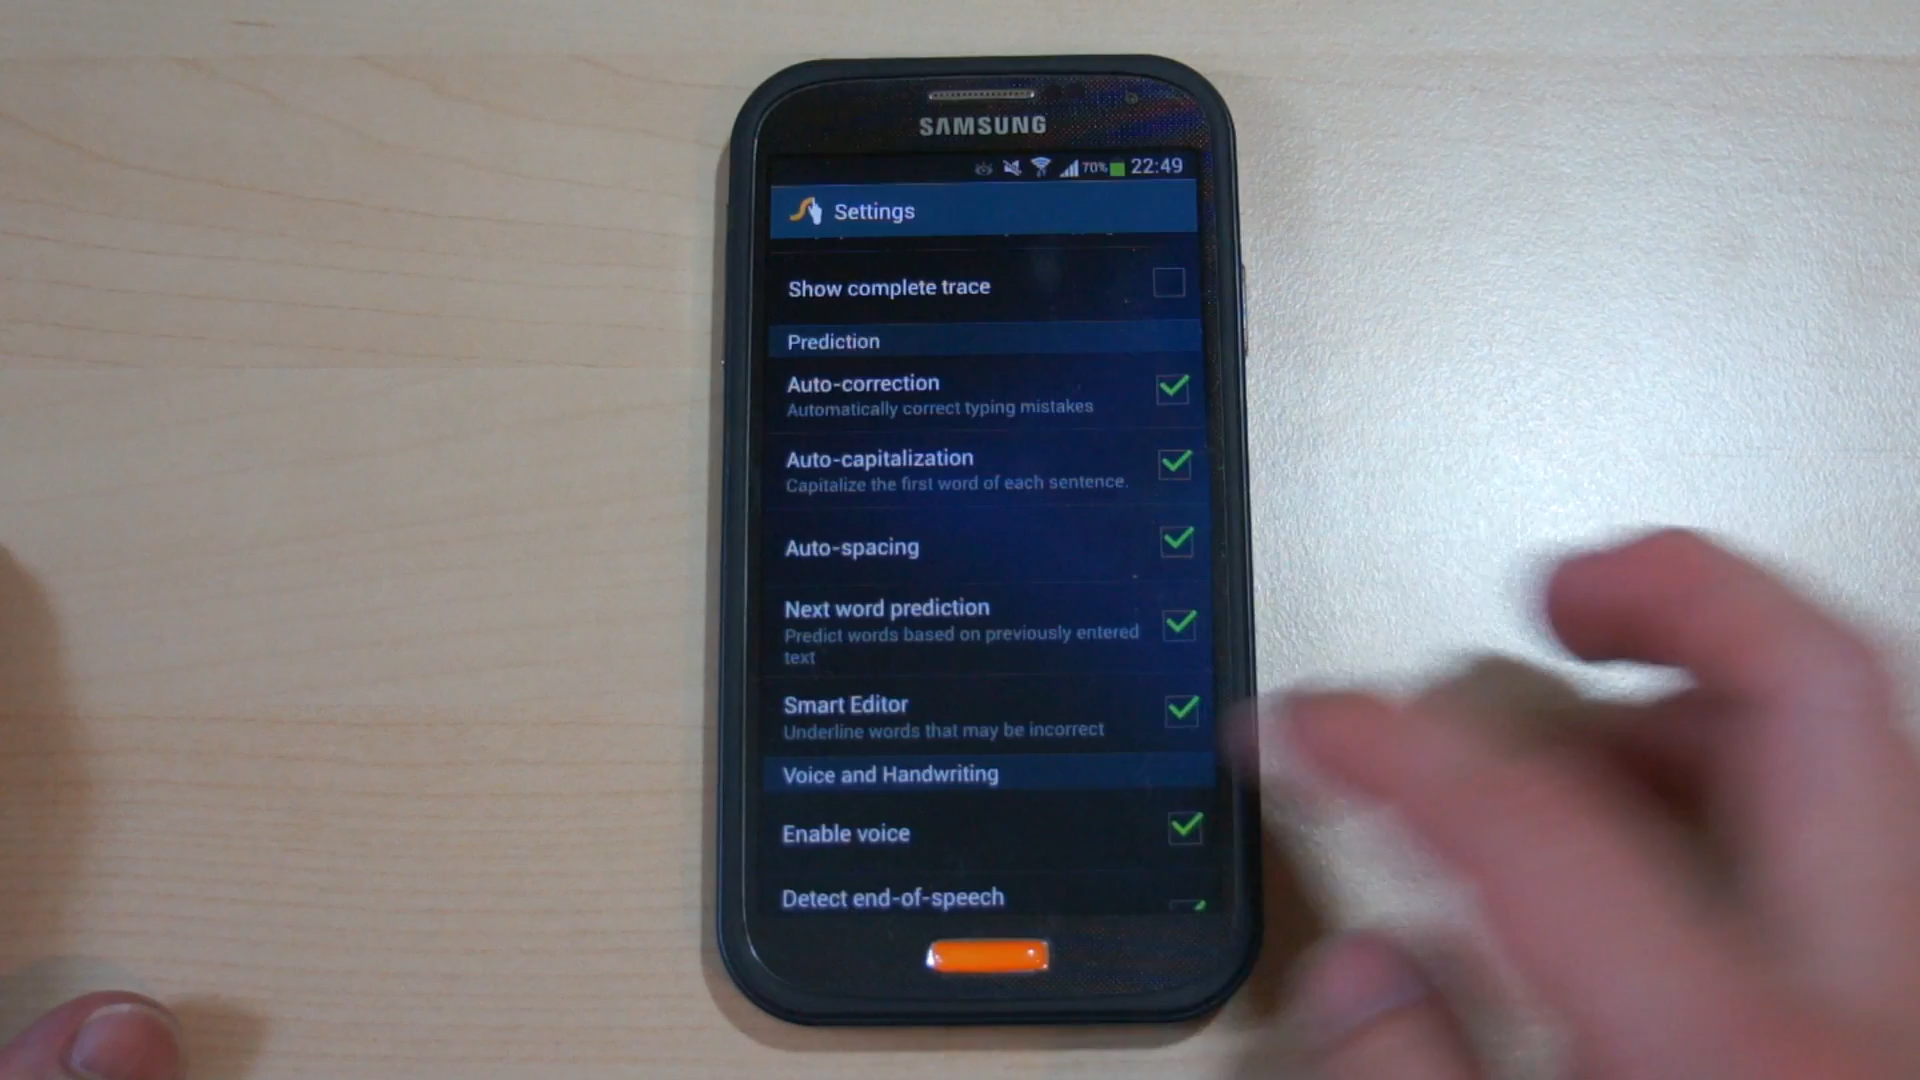 SAMSUNG
70% 22:49
Settings
Show complete trace
Prediction
Auto-correction
Automatically correct typing mistakes
Auto-capitalization
Capitalize the first word of each sentence.
Auto-spacing
Next word prediction
Predict words based on previously entered
text
Smart Editor
Underline words that may be incorrect
Voice and Handwriting
Enable voice
Detect end-of-speech